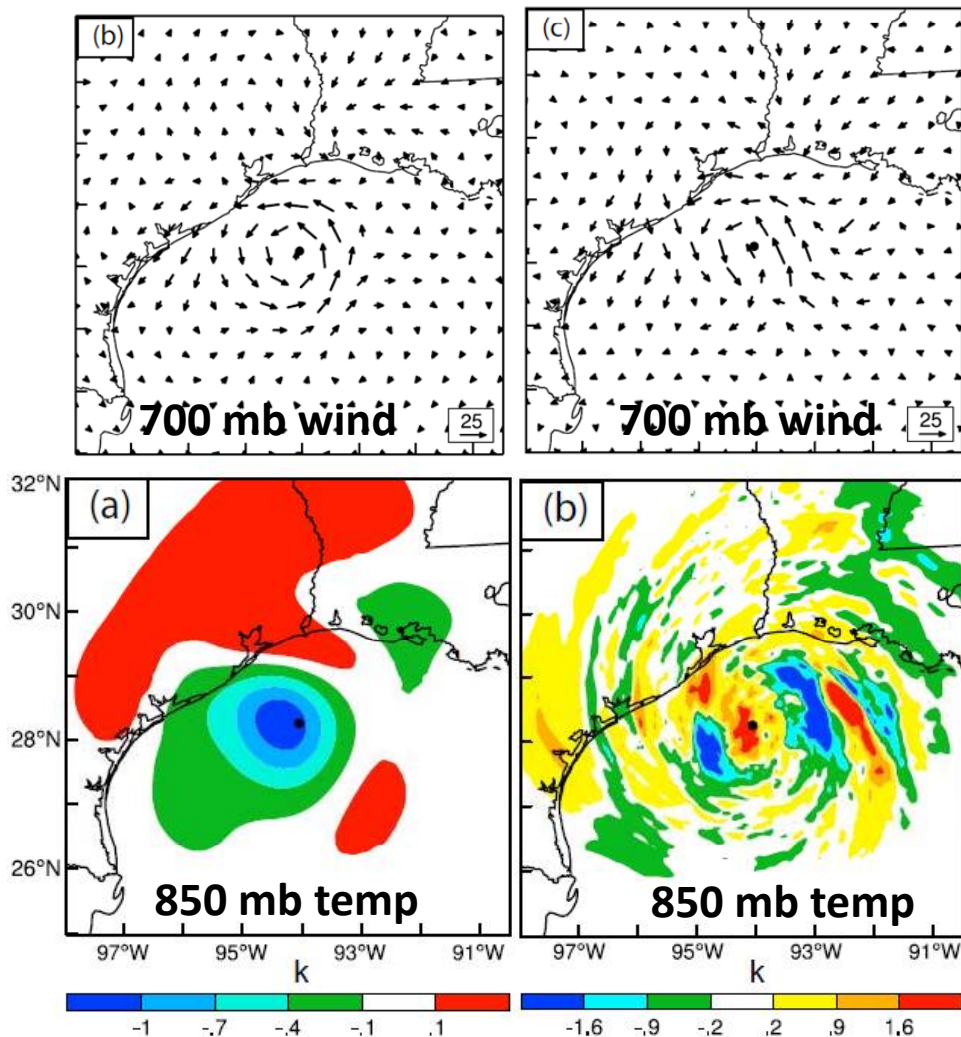 (b)
(c)
700 mb wind
25
700 mb wind
25
32°N
30°N
28°N
26°N
(a)
(b)
850 mb temp
850 mb temp
97°W 95°W 93°W 91°W
97°W 95°W 93°W 91°W
k
k
-1 -.7 -.4 -.1 .1
-1.6 -.9 -.2 .2 .9 1.6